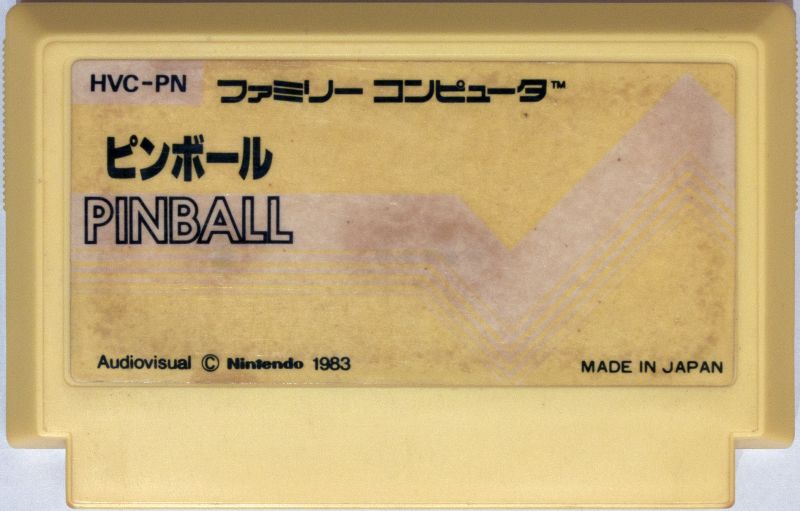 HVC-PN ファミリー コンピュータ™
ピンボール
PINBALL
Audiovisual © Nintendo 1983
MADE IN JAPAN